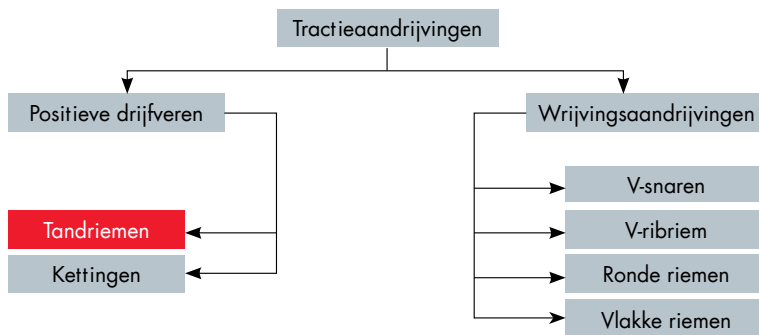 Tractieaandrijvingen
Positieve drijfveren
Wrijvingsaandrijvingen
Tandriemen
Kettingen
V-snaren
V-ribriem
Ronde riemen
Vlakke riemen